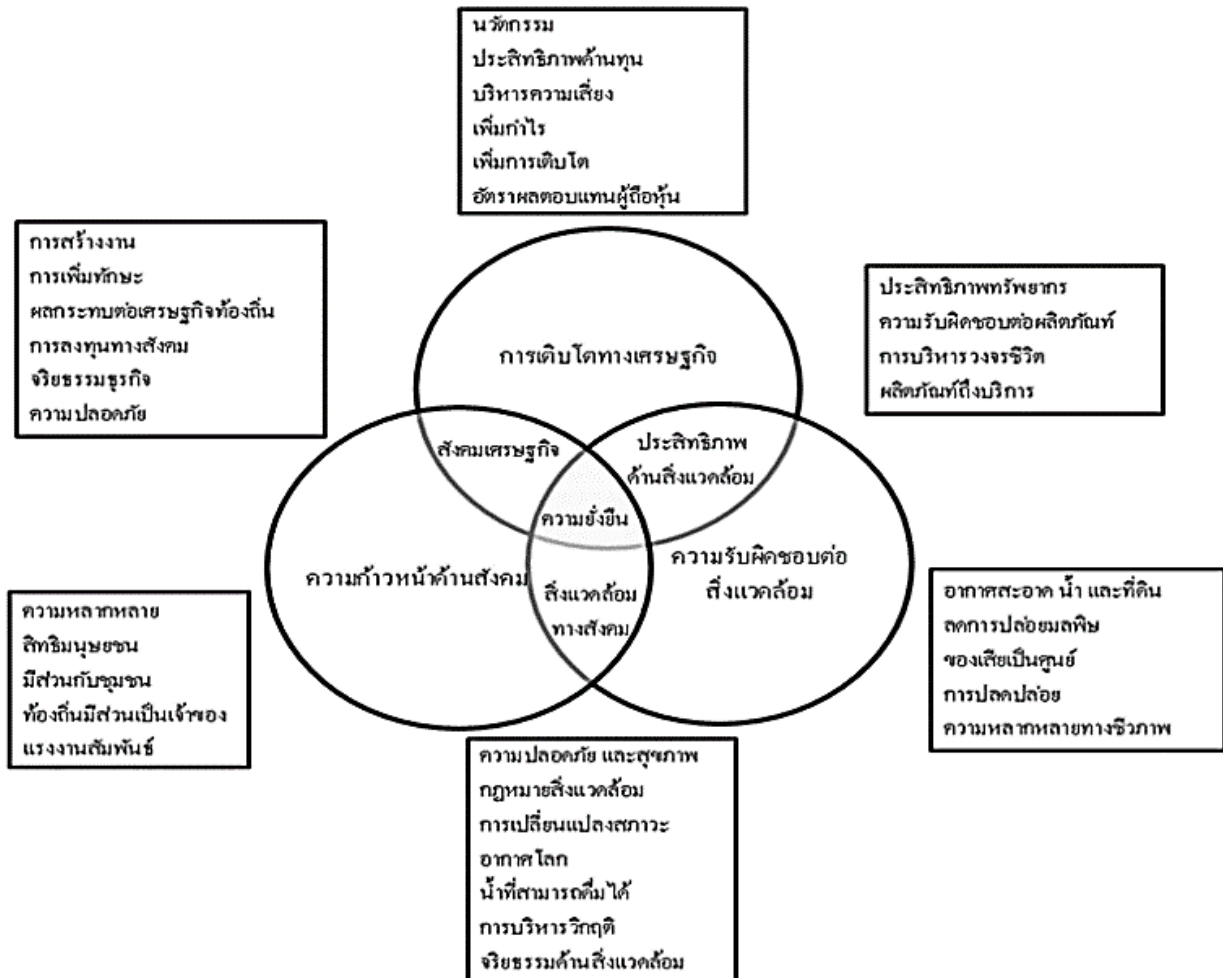 นวัตกรรม
ประสิทธิภาพด้านทุน
บริหารความเสี่ยง
เพิ่มกำไร
เพิ่มการเติบโต
อัตราผลตอบแทนผู้ถือหุ้น
การสร้างงาน
การเพิ่มทักษะ
ผลกระทบต่อเศรษฐกิจท้องถิ่น
การลงทุนทางสังคม
จริยธรรมธุรกิจ
ความปลอดภัย
ประสิทธิภาพทรัพยากร
ความรับผิดชอบต่อผลิตภัณฑ์
การบริหารวงจรชีวิต
ผลิตภัณฑ์ถึงบริการ
การเติบโตทางเศรษฐกิจ
สังคมเศรษฐกิจ
ประสิทธิภาพ
ด้านสิ่งแวดล้อม
ความยั่งยืน
ความก้าวหน้าด้านสังคม
สิ่งแวดล้อม
ทางสังคม
ความรับผิดชอบต่อ
สิ่งแวดล้อม
ความหลากหลาย
สิทธิมนุษยชน
มีส่วนกับชุมชน
ท้องถิ่นมีส่วนเป็นเจ้าของ
แรงงานสัมพันธ์
อากาศสะอาด น้ำ และที่ดิน
ลดการปล่อยมลพิษ
ของเสียเป็นศูนย์
การปลดปล่อย
ความหลากหลายทางชีวภาพ
ความปลอดภัย และสุขภาพ
กฎหมายสิ่งแวดล้อม
การเปลี่ยนแปลงสภาวะ
อากาศโลก
น้ำที่สามารถดื่มได้
การบริหารวิกฤติ
จริยธรรมด้านสิ่งแวดล้อม